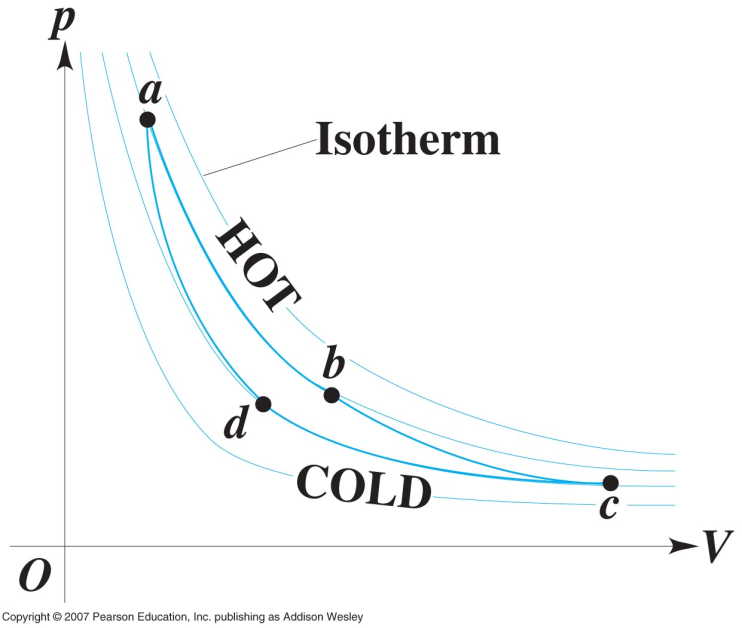 p
a
Isotherm
HOT
b
d
COLD
c
V
O
Copyright © 2007 Pearson Education, Inc. publishing as Addison Wesley